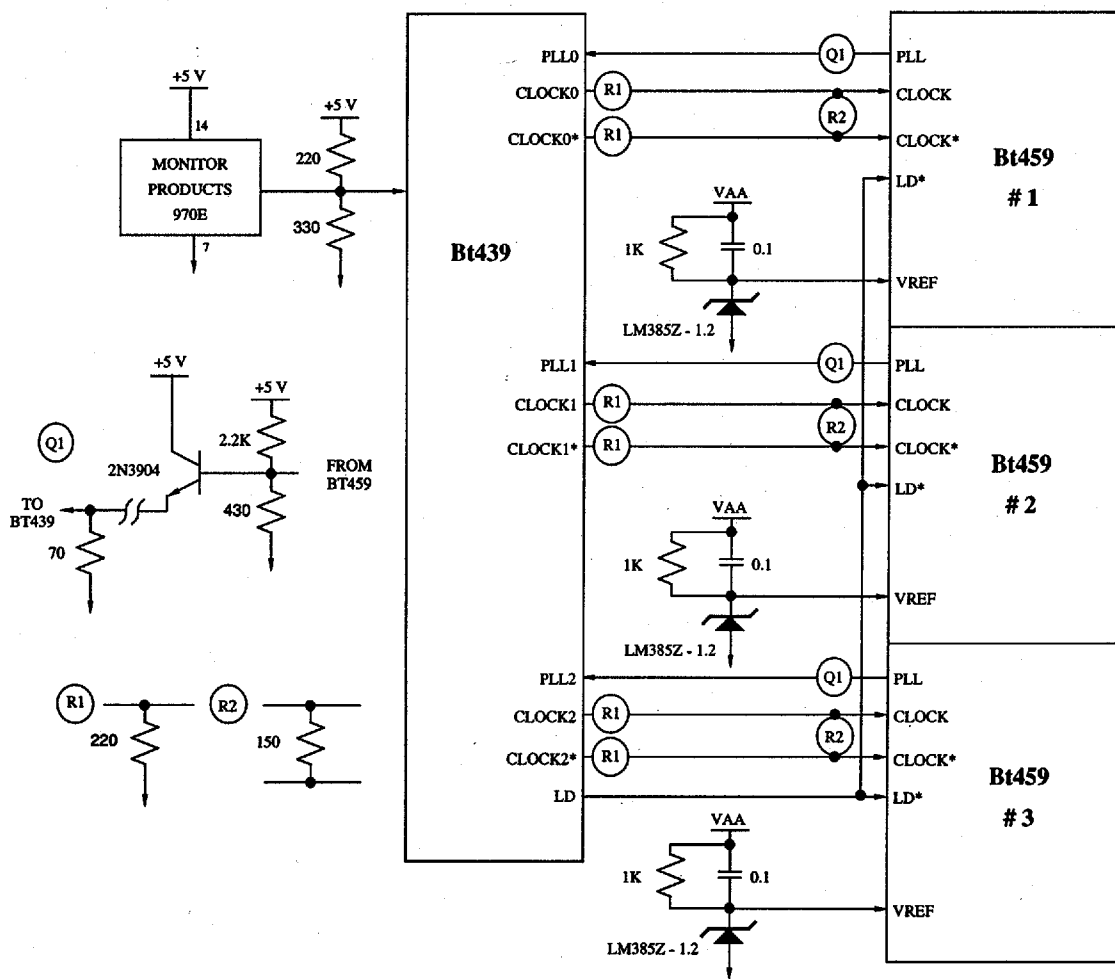 +5 V
14
MONITOR
PRODUCTS
970E
7
+5 V
220
330
Q1
+5 V
2N3904
+5 V
2.2K
430
FROM
BT459
TO
BT439
70
R1
220
R2
150
Bt439
PLL0
CLOCK0
CLOCK0*
PLL1
CLOCK1
CLOCK1*
PLL2
CLOCK2
CLOCK2*
LD
R1
R1
Q1
R2
VAA
1K
0.1
LM385Z - 1.2
R1
R1
Q1
R2
VAA
1K
0.1
LM385Z - 1.2
R1
R1
Q1
R2
VAA
1K
0.1
LM385Z - 1.2
PLL
CLOCK
CLOCK*
LD*
VREF
Bt459
# 1
PLL
CLOCK
CLOCK*
LD*
VREF
Bt459
# 2
PLL
CLOCK
CLOCK*
LD*
VREF
Bt459
# 3